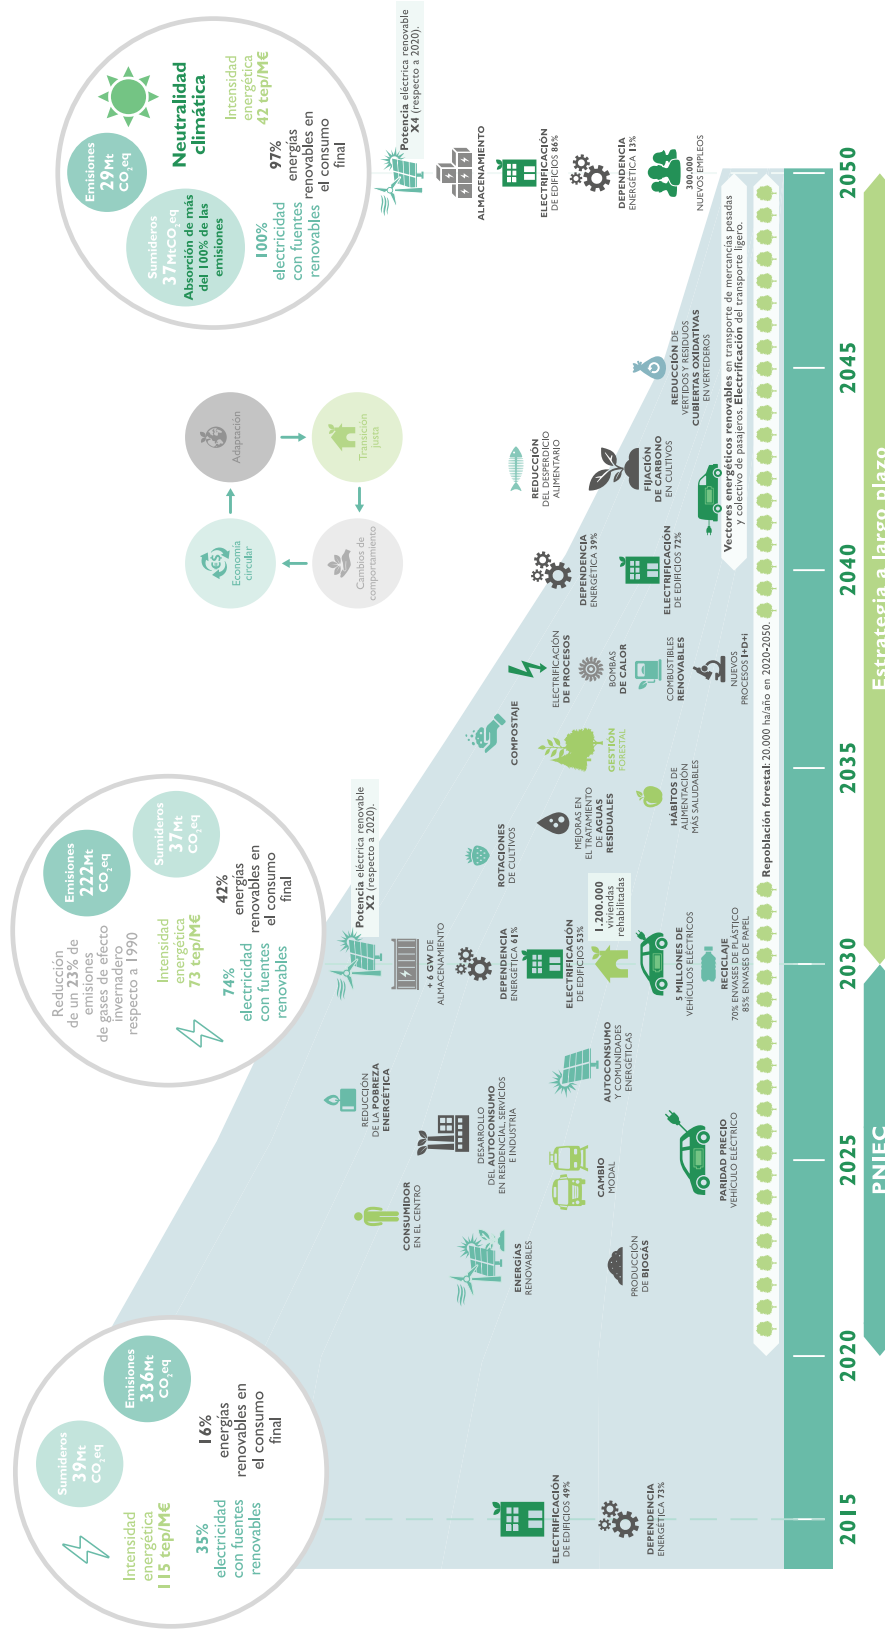 Sumideros
39Mt
CO2eq
Emisiones
336Mt
CO2eq
Intensidad
energética
115 tep/M€
35%
electricidad
con fuentes
renovables
16%
energías
renovables en
el consumo
final
ELECTRIFICACIÓN
DE EDIFICIOS 49%
DEPENDENCIA
ENERGÉTICA 73%
CONSUMIDOR
EN EL CENTRO
ENERGÍAS
RENOVABLES
PRODUCCIÓN
DE BIOGÁS
REDUCCIÓN
DE LA POBREZA
ENERGÉTICA
DESARROLLO
DEL AUTOCONSUMO
EN RESIDENCIAL, SERVICIOS
E INDUSTRIA
CAMBIO
MODAL
PARIDAD PRECIO
VEHÍCULO ELÉCTRICO
AUTOCONSUMO
Y COMUNIDADES
ENERGÉTICAS
Reducción
de un 23% de
emisiones
de gases de efecto
invernadero
respecto a 1990
Emisiones
222Mt
CO2eq
Sumideros
37Mt
CO2eq
Intensidad
energética
73 tep/M€
74%
electricidad
con fuentes
renovables
42%
energías
renovables en
el consumo
final
Potencia eléctrica renovable
X2 (respecto a 2020).
+ 6 GW DE
ALMACENAMIENTO
DEPENDENCIA
ENERGÉTICA 61%
ELECTRIFICACIÓN
DE EDIFICIOS 53%
1.200.000
viviendas
rehabilitadas
5 MILLONES DE
VEHÍCULOS ELÉCTRICOS
RECICLAJE
70% ENVASES DE PLÁSTICO
85% ENVASES DE PAPEL
ROTACIONES
DE CULTIVOS
MEJORAS EN
EL TRATAMIENTO
DE AGUAS
RESIDUALES
HÁBITOS DE
ALIMENTACIÓN
MÁS SALUDABLES
COMPOSTAJE
GESTIÓN
FORESTAL
ELECTRIFICACIÓN
DE PROCESOS
BOMBAS
DE CALOR
COMBUSTIBLES
RENOVABLES
NUEVOS
PROCESOS I+D+i
Economía
circular
Adaptación
Cambios de
comportamiento
Transición
justa
DEPENDENCIA
ENERGÉTICA 39%
ELECTRIFICACIÓN
DE EDIFICIOS 72%
REDUCCIÓN
DEL DESPERDICIO
ALIMENTARIO
FIJACIÓN
DE CARBONO
EN CULTIVOS
REDUCCIÓN DE
VERTIDOS Y RESIDUOS
CUBIERTAS OXIDATIVAS
EN VERTEDEROS
Emisiones
29Mt
CO2eq
Sumideros
37MtCO2eq
Absorción de más
del 100% de las
emisiones
Neutralidad
climática
Intensidad
energética
42 tep/M€
100%
electricidad
con fuentes
renovables
97%
energías
renovables en
el consumo
final
Potencia eléctrica renovable
X4 (respecto a 2020).
ALMACENAMIENTO
ELECTRIFICACIÓN
DE EDIFICIOS 86%
DEPENDENCIA
ENERGÉTICA 13%
300.000
NUEVOS EMPLEOS
Vectores energéticos renovables en transporte de mercancías pesadas
y colectivo de pasajeros. Electrificación del transporte ligero.
Repoblación forestal: 20.000 ha/año en 2020-2050.
2015
2020
2025
2030
2035
2040
2045
2050
PNIEC
Estrategia a largo plazo